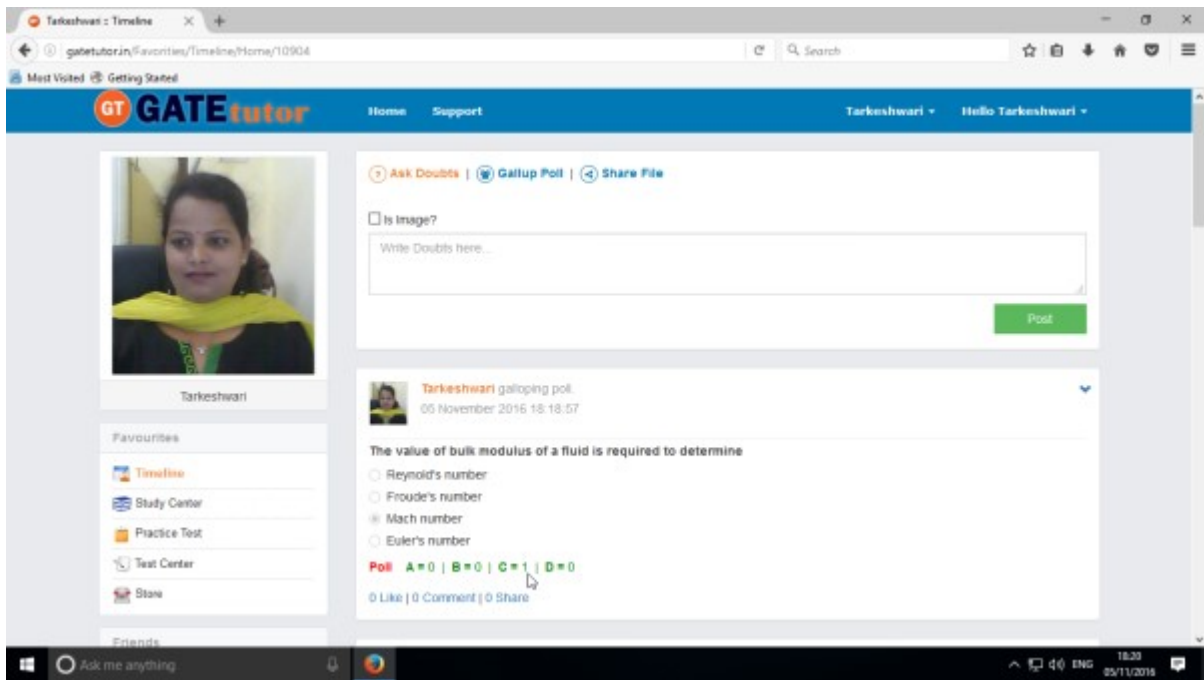 Tarkeshwari :: Timeline
gatetutor.in/Favorities/Timeline/Home/10904
Search
Most Visited
Getting Started
GT GATEtutor
Home
Support
Tarkeshwari
Hello Tarkeshwari
Ask Doubts | Gallup Poll | Share File
Is Image?
Write Doubts here...
Post
Tarkeshwari
Favourites
Timeline
Study Center
Practice Test
Test Center
Store
Friends
Tarkeshwari galloping poll.
05 November 2016 18:18:57
The value of bulk modulus of a fluid is required to determine
Reynold's number
Froude's number
Mach number
Euler's number
Poll A = 0 | B = 0 | C = 1 | D = 0
0 Like | 0 Comment | 0 Share
Ask me anything
ENG
18:20
05/11/2016